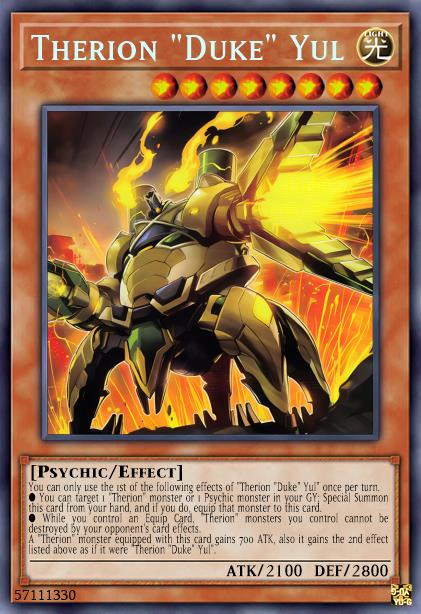 THERION "DUKE" YUL
LIGHT
光
[PSYCHIC/EFFECT]
You can only use the 1st of the following effects of "Therion "Duke" Yul" once per turn.
● You can target 1 "Therion" monster or 1 Psychic monster in your GY; Special Summon
this card from your hand, and if you do, equip that monster to this card.
● While you control an Equip Card, "Therion" monsters you control cannot be
destroyed by your opponent's card effects.
A "Therion" monster equipped with this card gains 700 ATK, also it gains the 2nd effect
listed above as if it were "Therion "Duke" Yul".
ATK/2100 DEF/2800
57111330